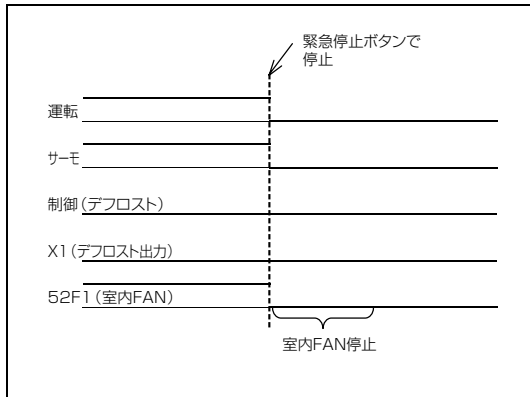 緊急停止ボタンで
停止
運転
サーモ
制御(デフロスト)
X1(デフロスト出力)
52F1(室内FAN)
室内FAN停止